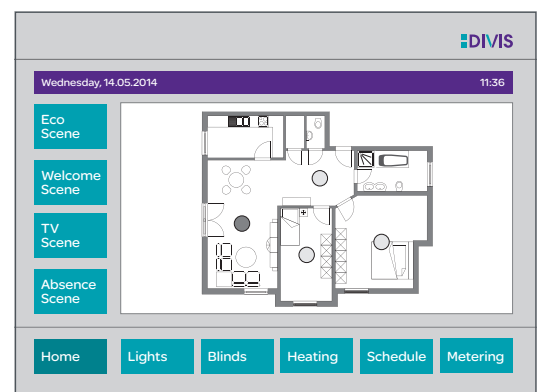 DIVIS
Wednesday, 14.05.2014 11:36
Eco
Scene
Welcome
Scene
TV
Scene
Absence
Scene
Home Lights Blinds Heating Schedule Metering